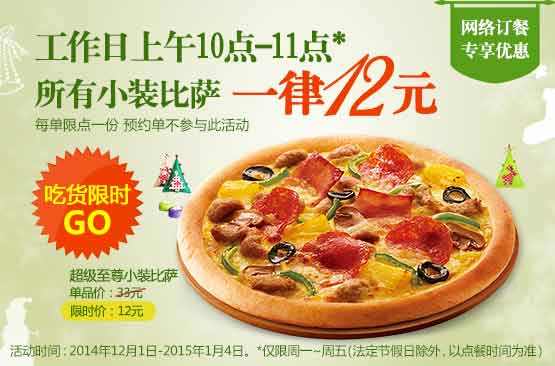 工作日上午10点-11点*
网络订餐
专享优惠
所有小装比萨 一律12元
每单限点一份 预约单不参与此活动
吃货限时
GO
超级至尊小装比萨
单品价:33元
限时价:12元
活动时间:2014年12月1日-2015年1月4日。*仅限周一~周五(法定节假日除外,以点餐时间为准)